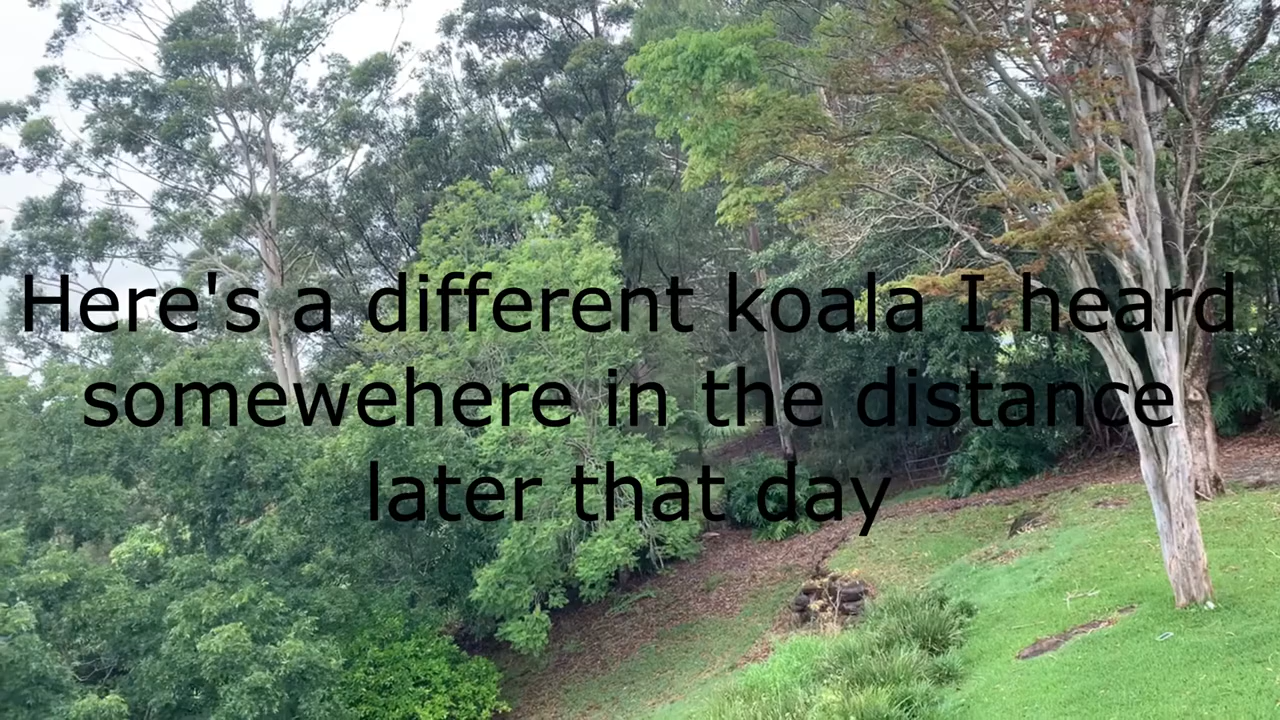 Here's a different koala I heard
somewehere in the distance
later that day